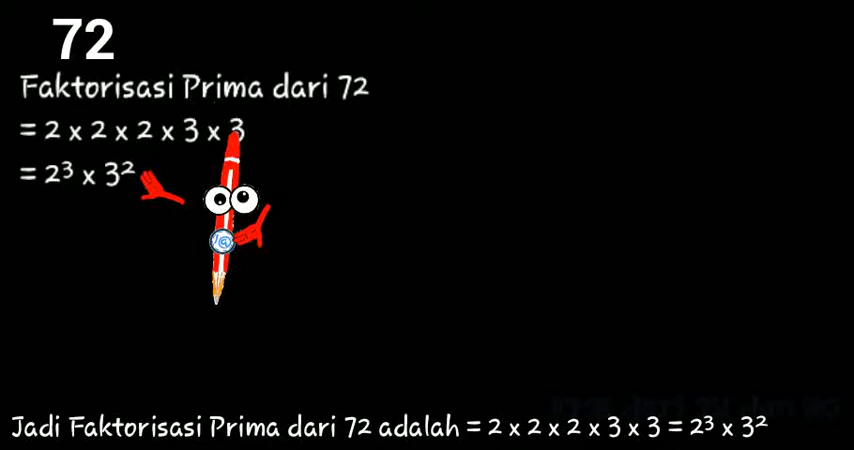 72
Faktorisasi Prima dari 72
= 2 x 2 x 2 x 3 x 3
= 2³ x 3²
Jadi Faktorisasi Prima dari 72 adalah = 2 x 2 x 2 x 3 x 3 = 2³ x 3²